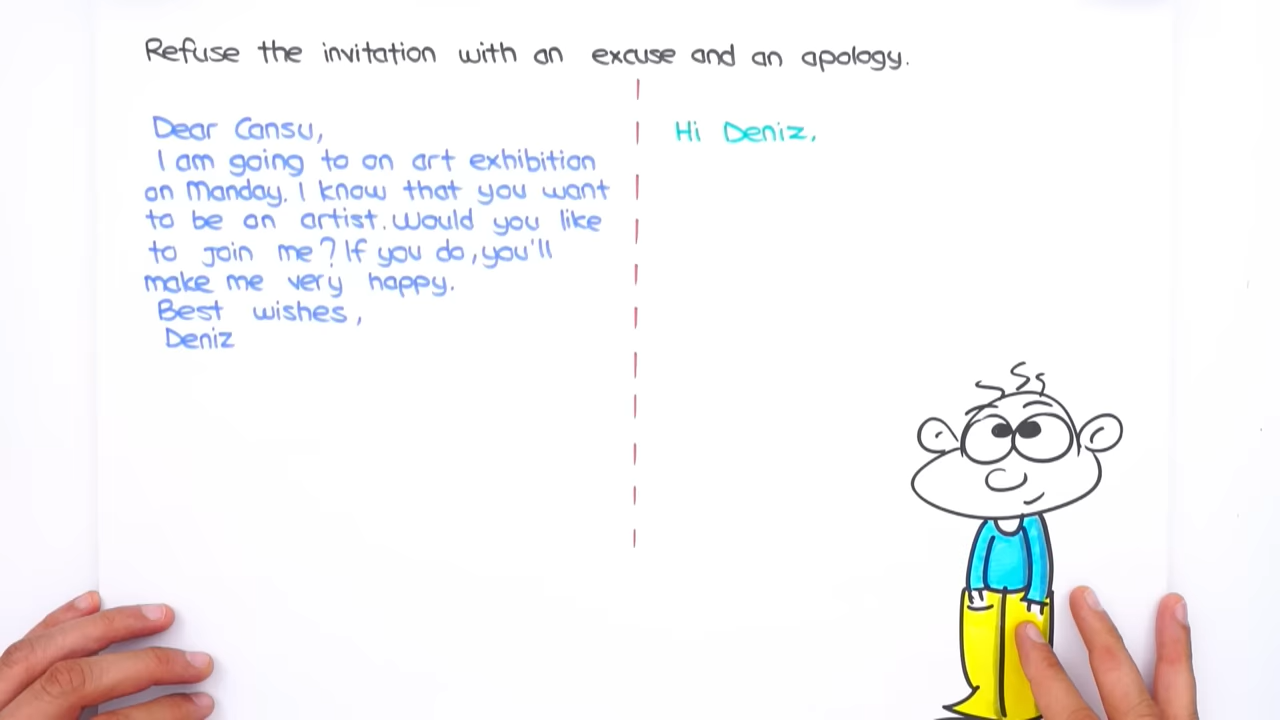 Refuse the invitation with an excuse and an apology.
Dear Cansu,
I am going to an art exhibition
on Manday. I know that you want
to be an artist. Would you like
to join me? If you do, you'll
make me very happy.
Best wishes,
Deniz
Hi Deniz,